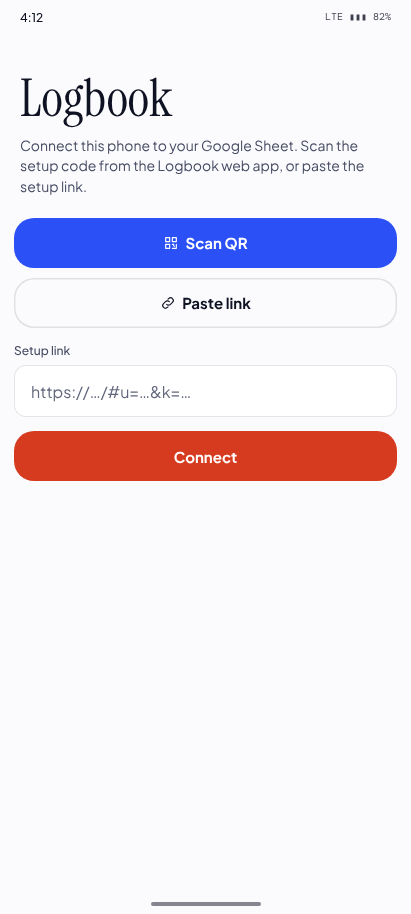 4:12
LTE 82%
Logbook
Connect this phone to your Google Sheet. Scan the
setup code from the Logbook web app, or paste the
setup link.
Scan QR
Paste link
Setup link
https://…/#u=…&k=…
Connect